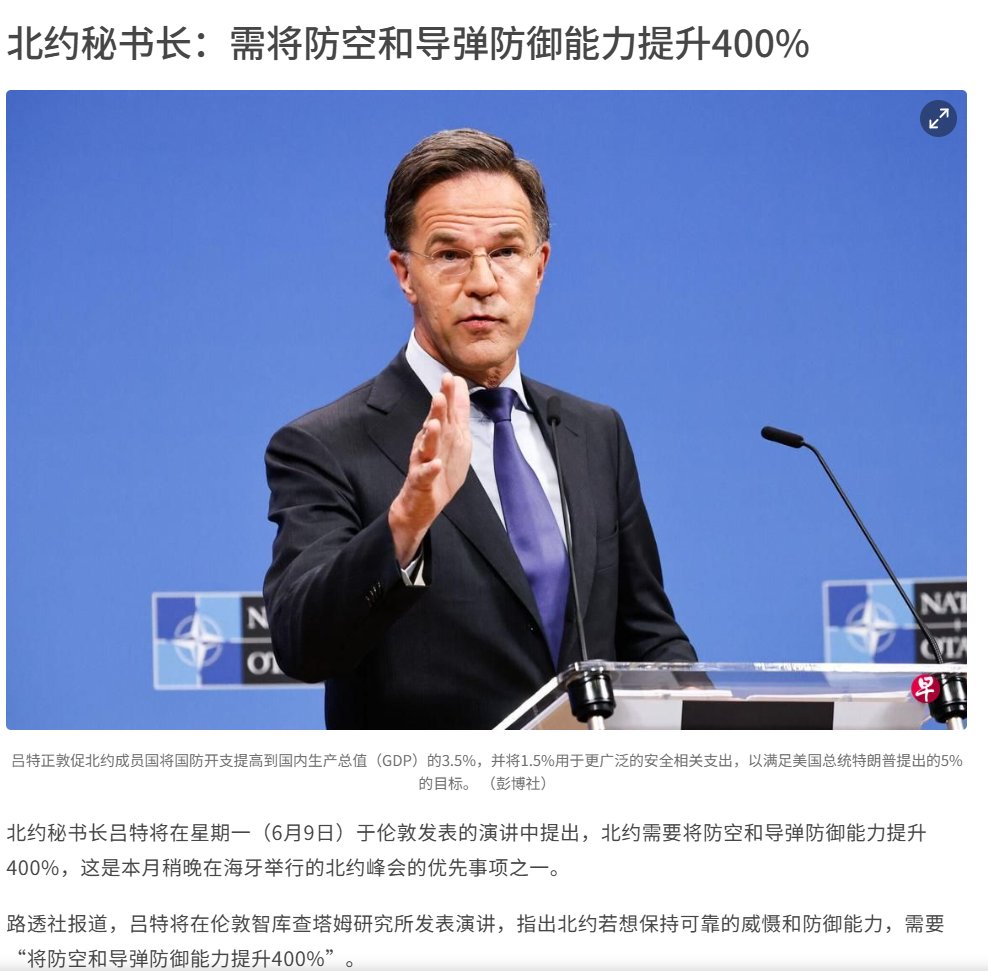 北约秘书长：需将防空和导弹防御能力提升400%
N
OT
NAT
OTA
早
吕特正敦促北约成员国将国防开支提高到国内生产总值（GDP）的3.5%，并将1.5%用于更广泛的安全相关支出，以满足美国总统特朗普提出的5%
的目标。（彭博社）
北约秘书长吕特将在星期一（6月9日）于伦敦发表的演讲中提出，北约需要将防空和导弹防御能力提升
400%，这是本月稍晚在海牙举行的北约峰会的优先事项之一。
路透社报道，吕特将在伦敦智库查塔姆研究所发表演讲，指出北约若想保持可靠的威慑和防御能力，需要
“将防空和导弹防御能力提升400%”。